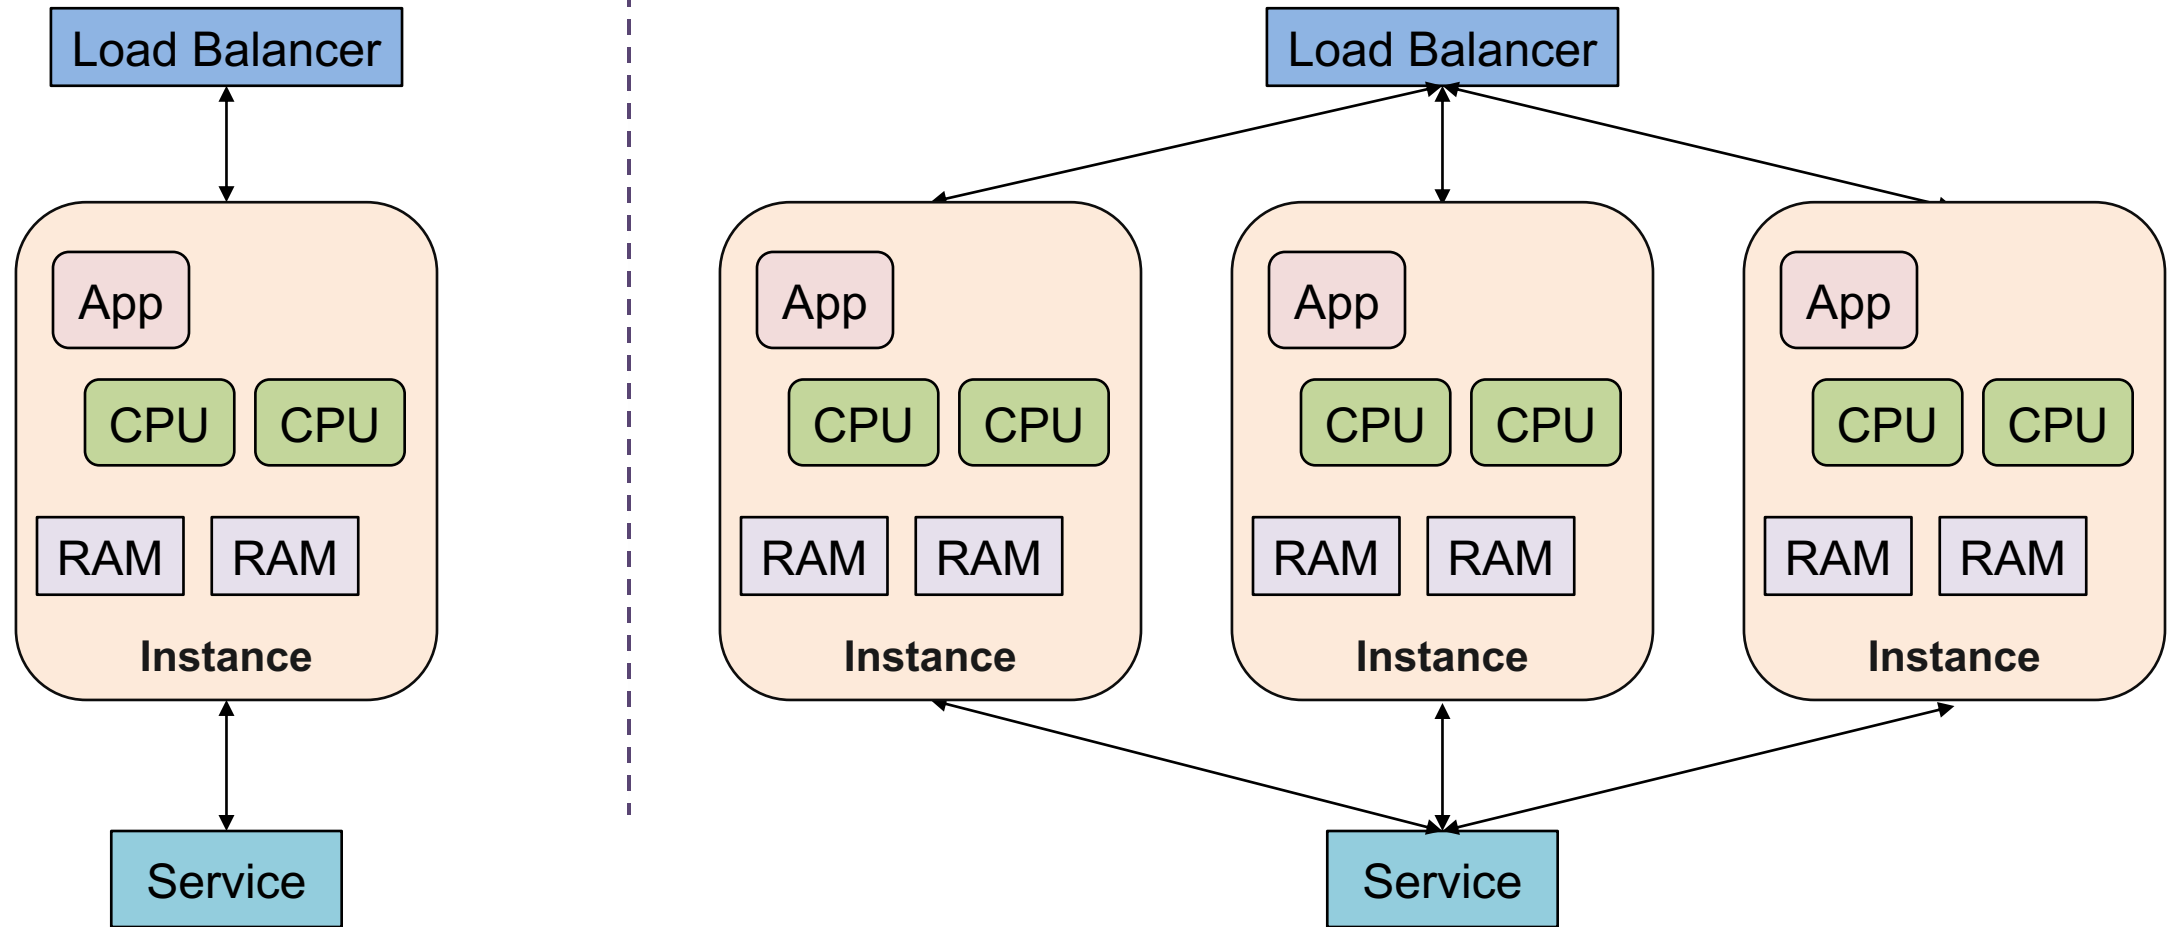 Load Balancer
App
CPU CPU
RAM RAM
Instance
Service
Load Balancer
App
CPU CPU
RAM RAM
Instance
App
CPU CPU
RAM RAM
Instance
App
CPU CPU
RAM RAM
Instance
Service